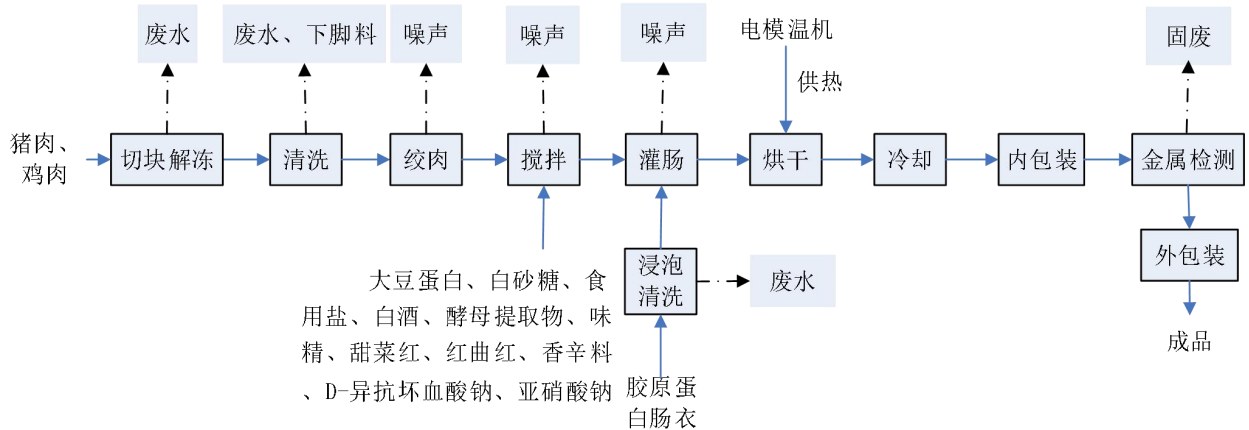 废水
废水、下脚料
噪声
噪声
噪声
电模温机
固废
供热
猪肉、
鸡肉
切块解冻
清洗
绞肉
搅拌
灌肠
烘干
冷却
内包装
金属检测
大豆蛋白、白砂糖、食
用盐、白酒、酵母提取物、味
精、甜菜红、红曲红、香辛料
、D-异抗坏血酸钠、亚硝酸钠
浸泡
清洗
废水
胶原蛋
白肠衣
外包装
成品